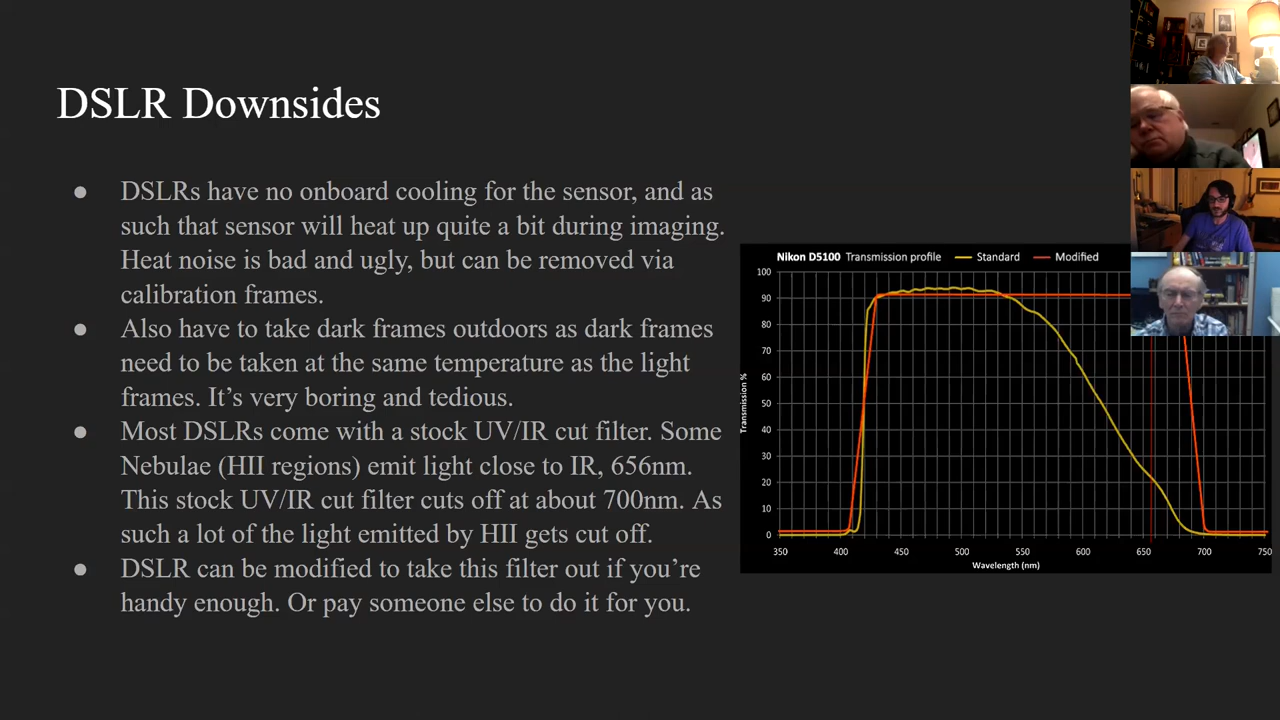 DSLR Downsides
● DSLRs have no onboard cooling for the sensor, and as
such that sensor will heat up quite a bit during imaging.
Heat noise is bad and ugly, but can be removed via
calibration frames.
● Also have to take dark frames outdoors as dark frames
need to be taken at the same temperature as the light
frames. It’s very boring and tedious.
● Most DSLRs come with a stock UV/IR cut filter. Some
Nebulae (HII regions) emit light close to IR, 656nm.
This stock UV/IR cut filter cuts off at about 700nm. As
such a lot of the light emitted by HII gets cut off.
● DSLR can be modified to take this filter out if you’re
handy enough. Or pay someone else to do it for you.
Nikon D5100 Transmission profile Standard Modified
Transmission %
100
90
80
70
60
50
40
30
20
10
0
350 400 450 500 550 600 650 700 750
Wavelength (nm)